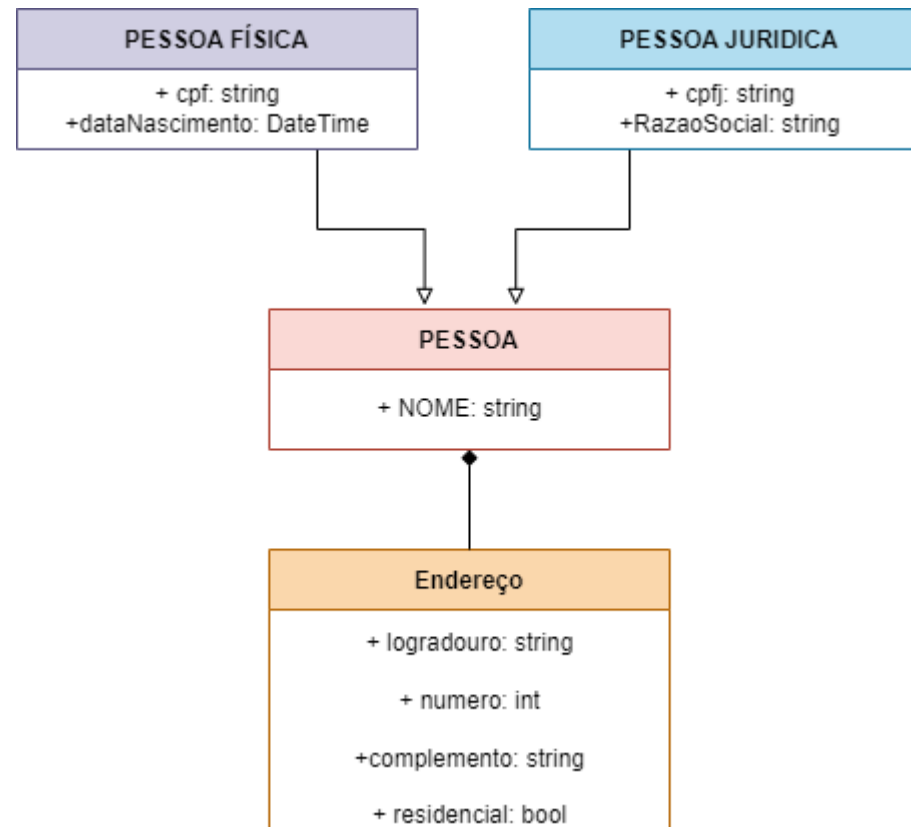 PESSOA FÍSICA
+ cpf: string
+dataNascimento: DateTime
PESSOA JURIDICA
+ cpfj: string
+RazaoSocial: string
PESSOA
+ NOME: string
Endereço
+ logradouro: string
+ numero: int
+complemento: string
+ residencial: bool